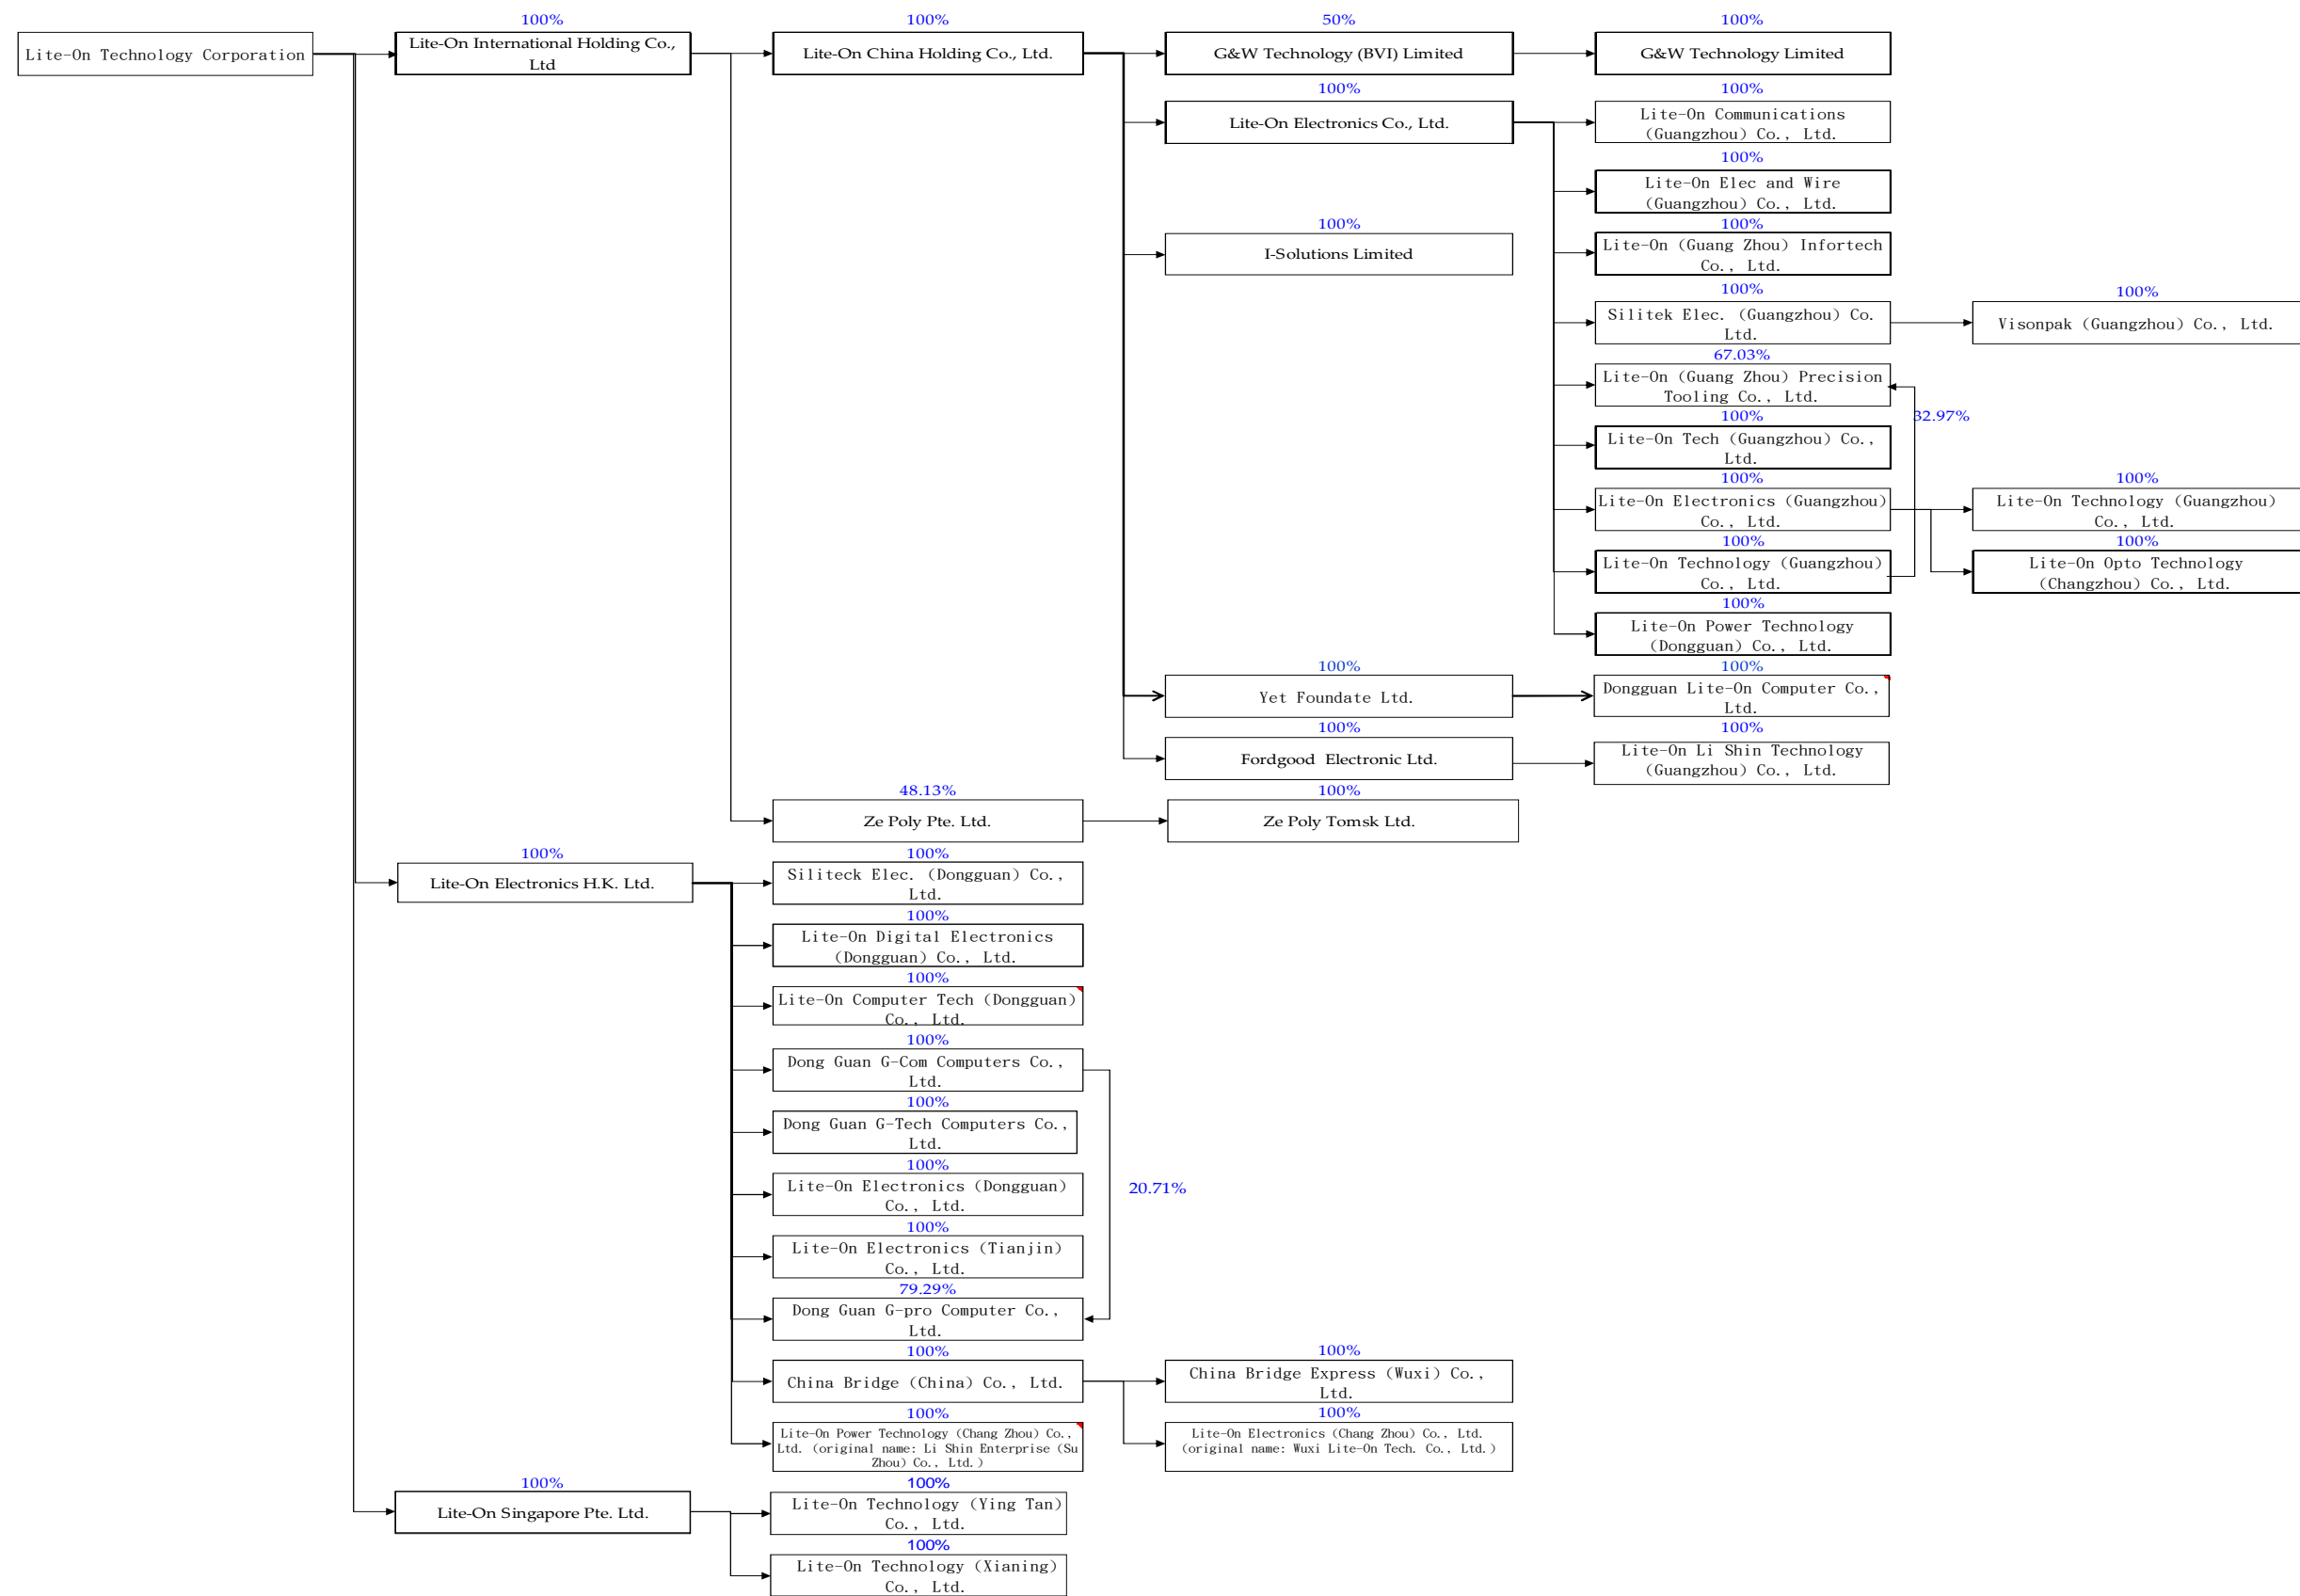 100%
100%
50%
100%
Lite-On Technology Corporation
Lite-On International Holding Co.,
Ltd
Lite-On China Holding Co., Ltd.
G&W Technology (BVI) Limited
G&W Technology Limited
100%
100%
Lite-On Electronics Co., Ltd.
Lite-On Communications
(Guangzhou) Co., Ltd.
100%
Lite-On Elec and Wire
(Guangzhou) Co., Ltd.
100%
100%
I-Solutions Limited
Lite-On (Guang Zhou) Infortech
Co., Ltd.
100%
100%
Silitek Elec. (Guangzhou) Co.
Ltd.
Visonpak (Guangzhou) Co., Ltd.
67.03%
Lite-On (Guang Zhou) Precision
Tooling Co., Ltd.
100%
32.97%
Lite-On Tech (Guangzhou) Co.,
Ltd.
100%
100%
Lite-On Electronics (Guangzhou)
Co., Ltd.
Lite-On Technology (Guangzhou)
Co., Ltd.
100%
100%
Lite-On Technology (Guangzhou)
Co., Ltd.
Lite-On Opto Technology
(Changzhou) Co., Ltd.
100%
Lite-On Power Technology
(Dongguan) Co., Ltd.
100%
100%
Yet Foundate Ltd.
Dongguan Lite-On Computer Co.,
Ltd.
100%
100%
Fordgood  Electronic Ltd.
Lite-On Li Shin Technology
(Guangzhou) Co., Ltd.
48.13%
100%
Ze Poly Pte. Ltd.
Ze Poly Tomsk Ltd.
100%
100%
Lite-On Electronics H.K. Ltd.
Siliteck Elec. (Dongguan) Co.,
Ltd.
100%
Lite-On Digital Electronics
(Dongguan) Co., Ltd.
100%
Lite-On Computer Tech (Dongguan)
Co., Ltd.
100%
Dong Guan G-Com Computers Co.,
Ltd.
100%
Dong Guan G-Tech Computers Co.,
Ltd.
100%
Lite-On Electronics (Dongguan)
Co., Ltd.
20.71%
100%
Lite-On Electronics (Tianjin)
Co., Ltd.
79.29%
Dong Guan G-pro Computer Co.,
Ltd.
100%
100%
China Bridge (China) Co., Ltd.
China Bridge Express (Wuxi) Co.,
Ltd.
100%
100%
Lite-On Power Technology (Chang Zhou) Co.,
Ltd. (original name: Li Shin Enterprise (Su
Zhou) Co., Ltd.)
Lite-On Electronics (Chang Zhou) Co., Ltd.
(original name: Wuxi Lite-On Tech. Co., Ltd.)
100%
100%
Lite-On Singapore Pte. Ltd.
Lite-On Technology (Ying Tan)
Co., Ltd.
100%
Lite-On Technology (Xianing)
Co., Ltd.